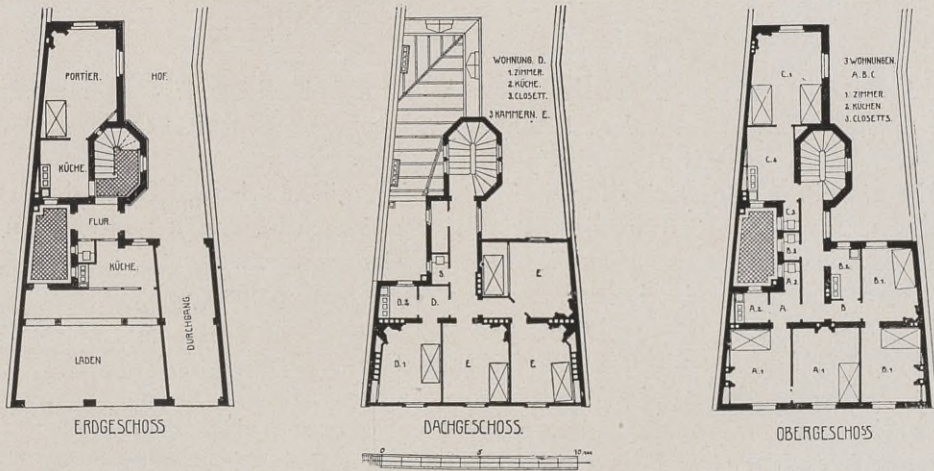 PORTIER.
HOF.
KÜCHE.
FLUR.
KÜCHE.
DURCHGANG.
LADEN
ERDGESCHOSS
WOHNUNG. D.
1. ZIMMER.
2. KÜCHE.
3. CLOSETT.
3 KAMMERN. E.
3.
E
D.2
D.
D.1
E
E
DACHGESCHOSS.
0 5 10
3 WOHNUNGEN.
A. B. C
1. ZIMMER.
2. KÜCHEN
3. CLOSETTS.
C.1
C.2
C.3.
B.3
A.3.
B.2.
B.1.
A.2.
A.
B
A.1
A.1
B.1
OBERGESCHOSS